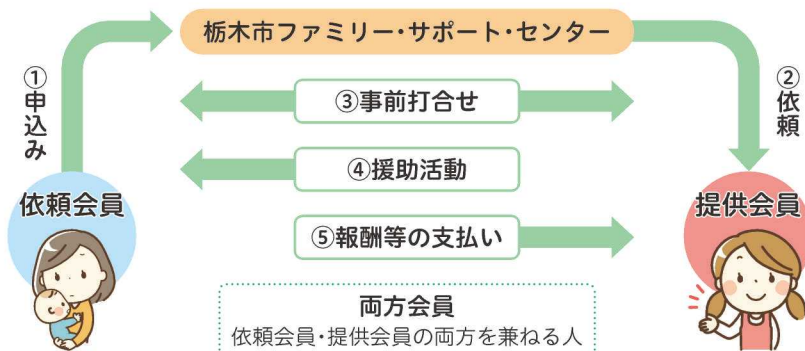 栃木市ファミリー・サポート・センター
①申込み
②依頼
③事前打合せ
④援助活動
依頼会員
提供会員
⑤報酬等の支払い
両方会員
依頼会員・提供会員の両方を兼ねる人